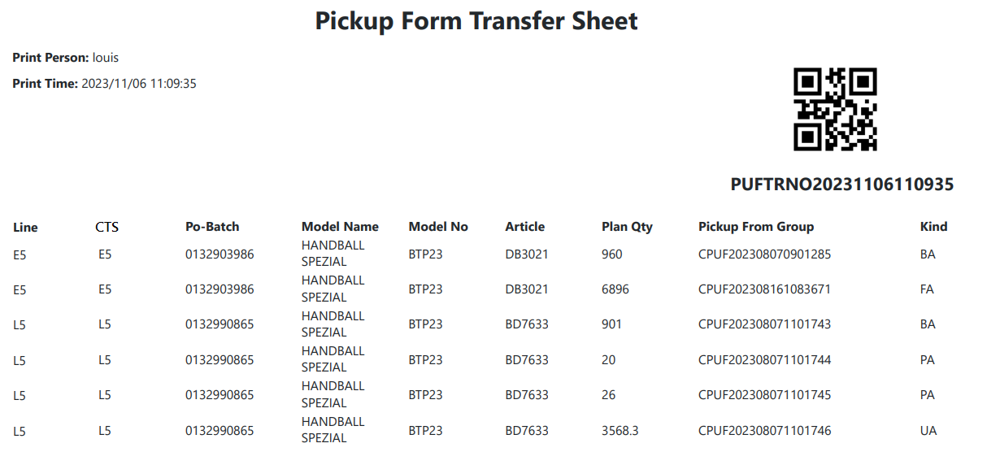 Pickup Form Transfer Sheet
Print Person: louis
Print Time: 2023/11/06 11:09:35
PUFTRNO20231106110935
Line CTS Po-Batch Model Name Model No Article Plan Qty Pickup From Group Kind
E5 E5 0132903986 HANDBALL SPEZIAL BTP23 DB3021 960 CPUF202308070901285 BA
E5 E5 0132903986 HANDBALL SPEZIAL BTP23 DB3021 6896 CPUF202308161083671 FA
L5 L5 0132990865 HANDBALL SPEZIAL BTP23 BD7633 901 CPUF202308071101743 BA
L5 L5 0132990865 HANDBALL SPEZIAL BTP23 BD7633 20 CPUF202308071101744 PA
L5 L5 0132990865 HANDBALL SPEZIAL BTP23 BD7633 26 CPUF202308071101745 PA
L5 L5 0132990865 HANDBALL SPEZIAL BTP23 BD7633 3568.3 CPUF202308071101746 UA